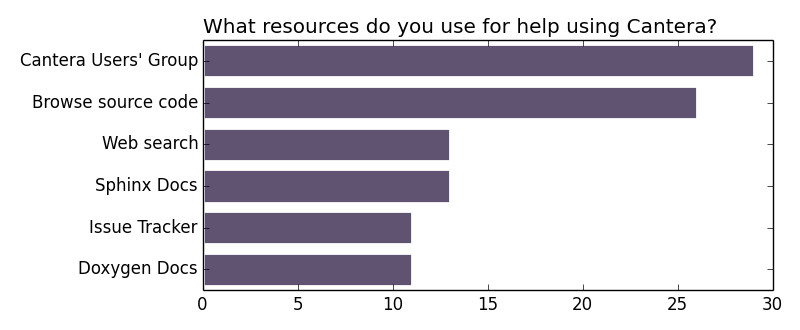 What resources do you use for help using Cantera?
Cantera Users' Group
Browse source code
Web search
Sphinx Docs
Issue Tracker
Doxygen Docs
0 5 10 15 20 25 30